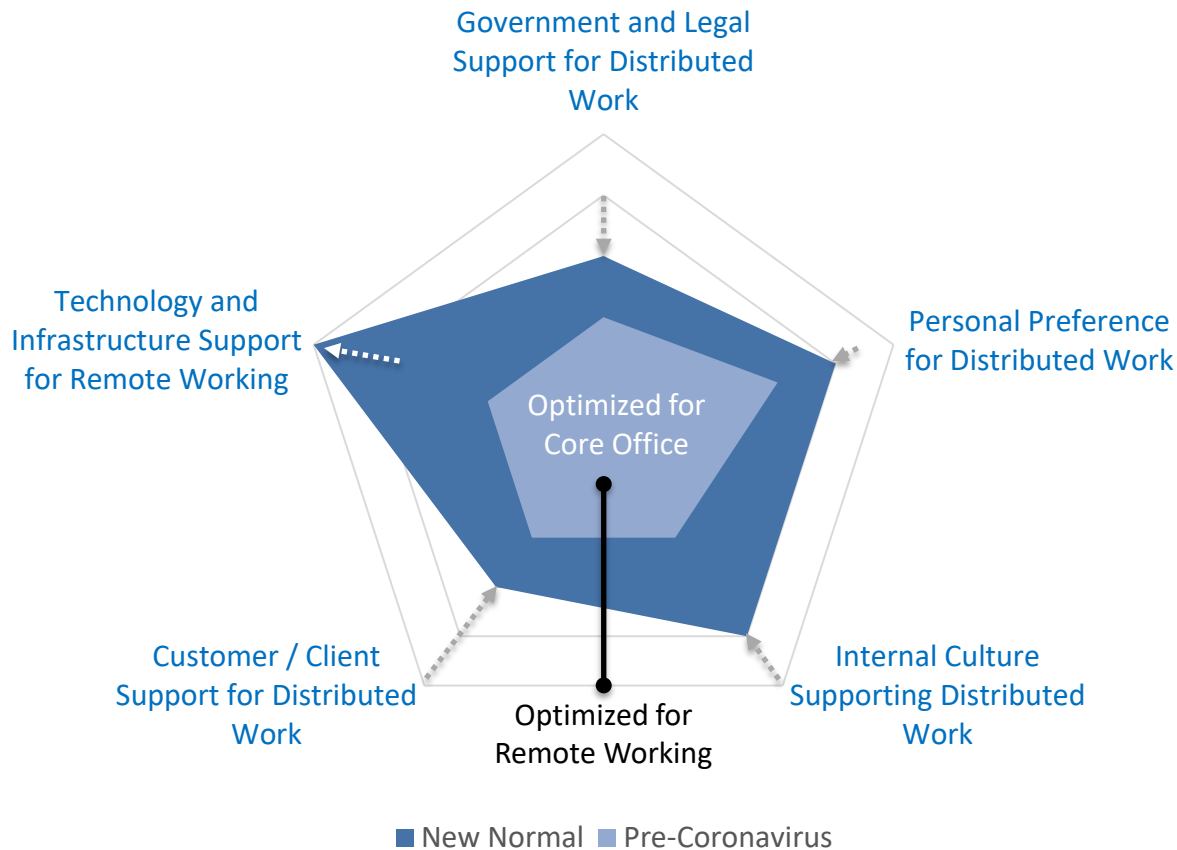 Government and Legal
Support for Distributed
Work
Technology and
Infrastructure Support
for Remote Working
Personal Preference
for Distributed Work
Optimized for
Core Office
Customer / Client
Support for Distributed
Work
Optimized for
Remote Working
Internal Culture
Supporting Distributed
Work
New Normal Pre-Coronavirus